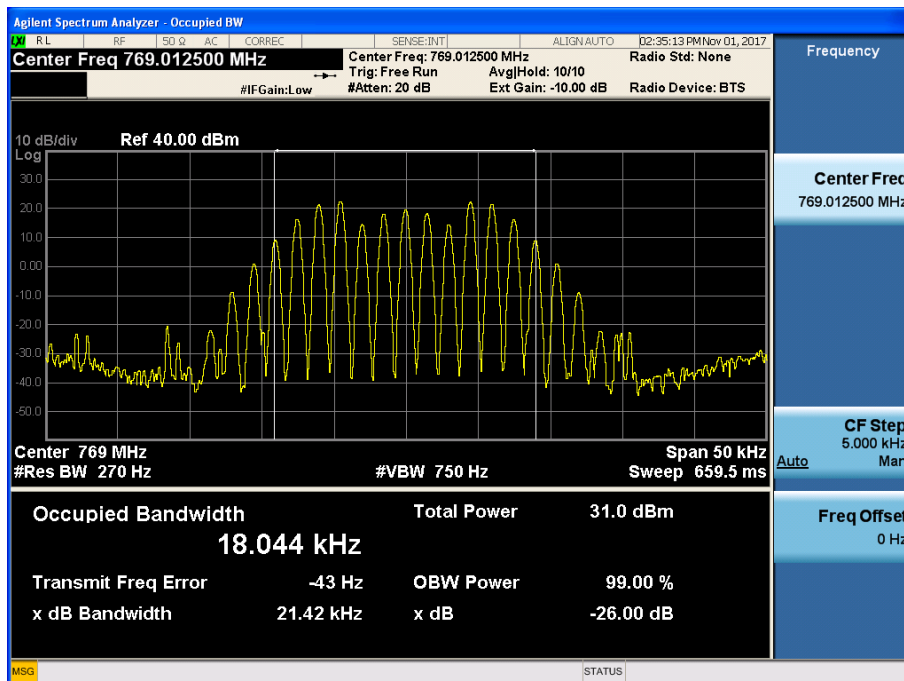 Agilent Spectrum Analyzer - Occupied BW
LXI RL RF 50 Ω AC CORREC SENSE:INT ALIGN AUTO 02:35:13 PM Nov 01, 2017
Center Freq 769.012500 MHz
Center Freq: 769.012500 MHz Radio Std: None
Trig: Free Run Avg|Hold: 10/10
#IFGain:Low #Atten: 20 dB Ext Gain: -10.00 dB Radio Device: BTS
10 dB/div Ref 40.00 dBm
Log
30.0
20.0
10.0
0.00
-10.0
-20.0
-30.0
-40.0
-50.0
Center 769 MHz Span 50 kHz
#Res BW 270 Hz #VBW 750 Hz Sweep 659.5 ms
Occupied Bandwidth Total Power 31.0 dBm
18.044 kHz
Transmit Freq Error -43 Hz OBW Power 99.00 %
x dB Bandwidth 21.42 kHz x dB -26.00 dB
MSG STATUS
Frequency
Center Freq
769.012500 MHz
CF Step
5.000 kHz
Auto Man
Freq Offset
0 Hz